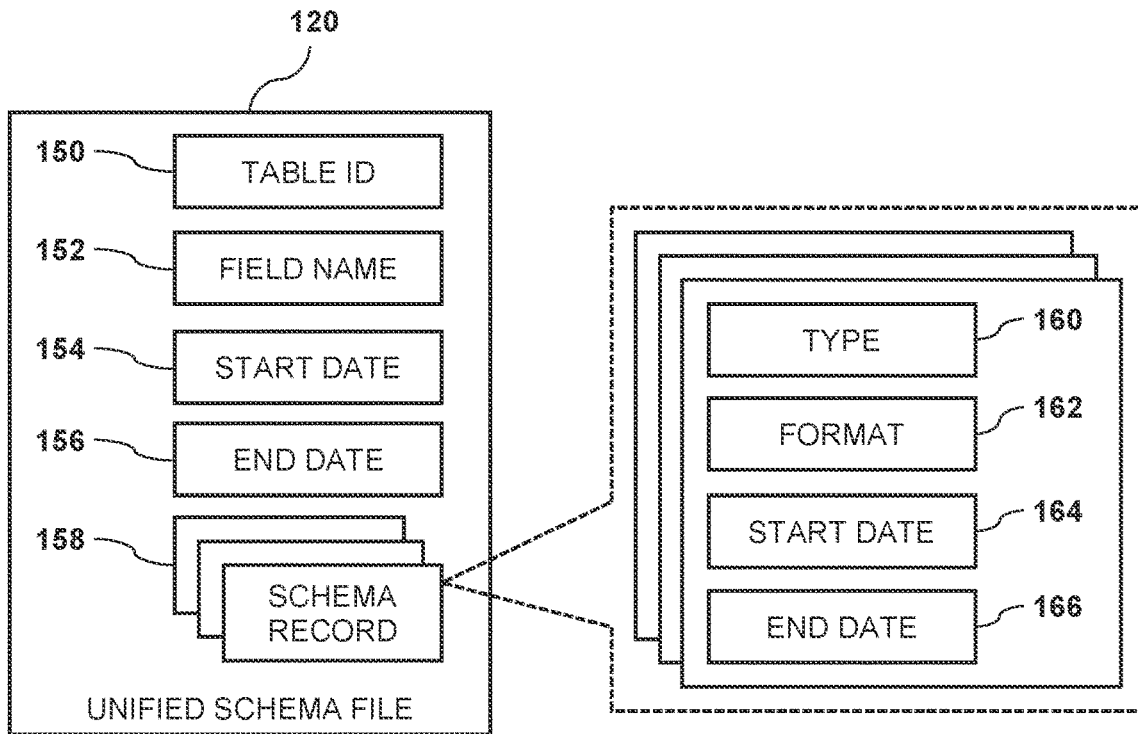 120
150
TABLE ID
152
FIELD NAME
154
START DATE
156
END DATE
158
SCHEMA
RECORD
UNIFIED SCHEMA FILE
TYPE
160
FORMAT
162
START DATE
164
END DATE
166